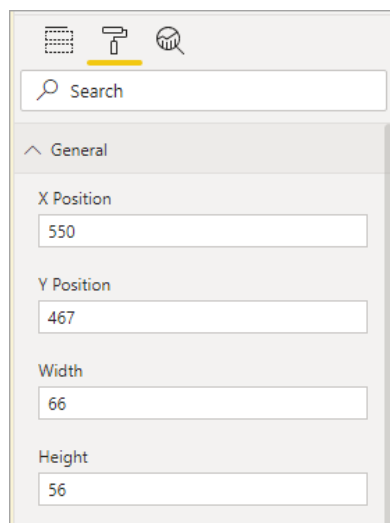 Search
General
X Position
550
Y Position
467
Width
66
Height
56